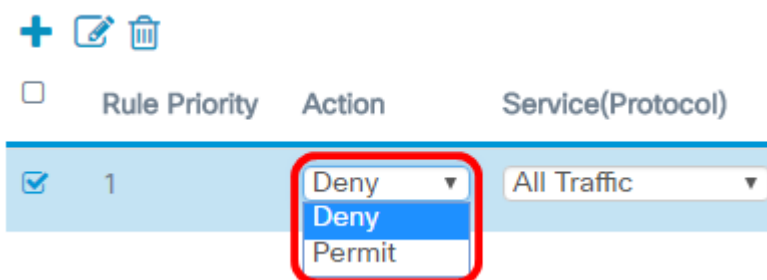 Rule Priority Action Service(Protocol)
1 Deny All Traffic
Deny
Permit